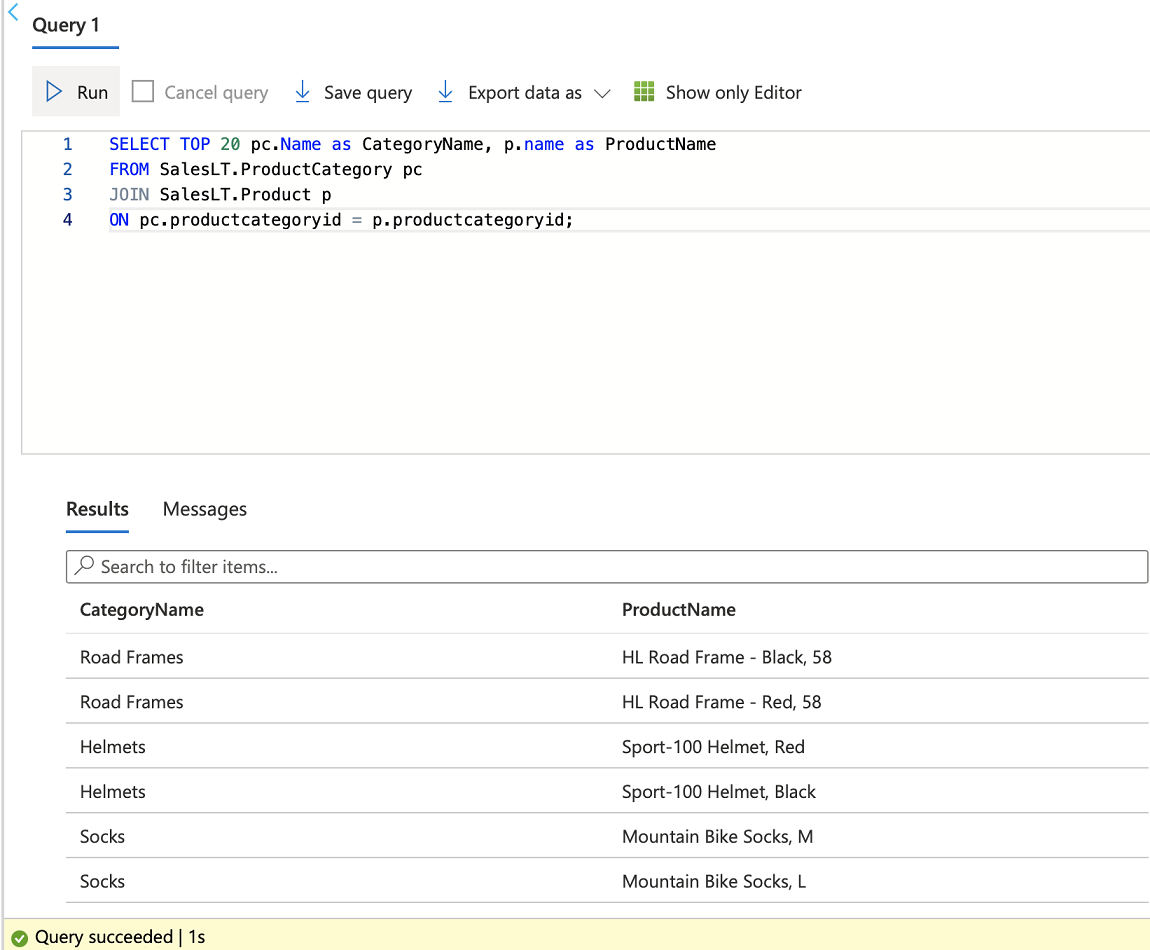 Query 1
Run Cancel query Save query Export data as Show only Editor
1 SELECT TOP 20 pc.Name as CategoryName, p.name as ProductName
2 FROM SalesLT.ProductCategory pc
3 JOIN SalesLT.Product p
4 ON pc.productcategoryid = p.productcategoryid;
Results Messages
Search to filter items...
CategoryName ProductName
Road Frames HL Road Frame - Black, 58
Road Frames HL Road Frame - Red, 58
Helmets Sport-100 Helmet, Red
Helmets Sport-100 Helmet, Black
Socks Mountain Bike Socks, M
Socks Mountain Bike Socks, L
Query succeeded | 1s